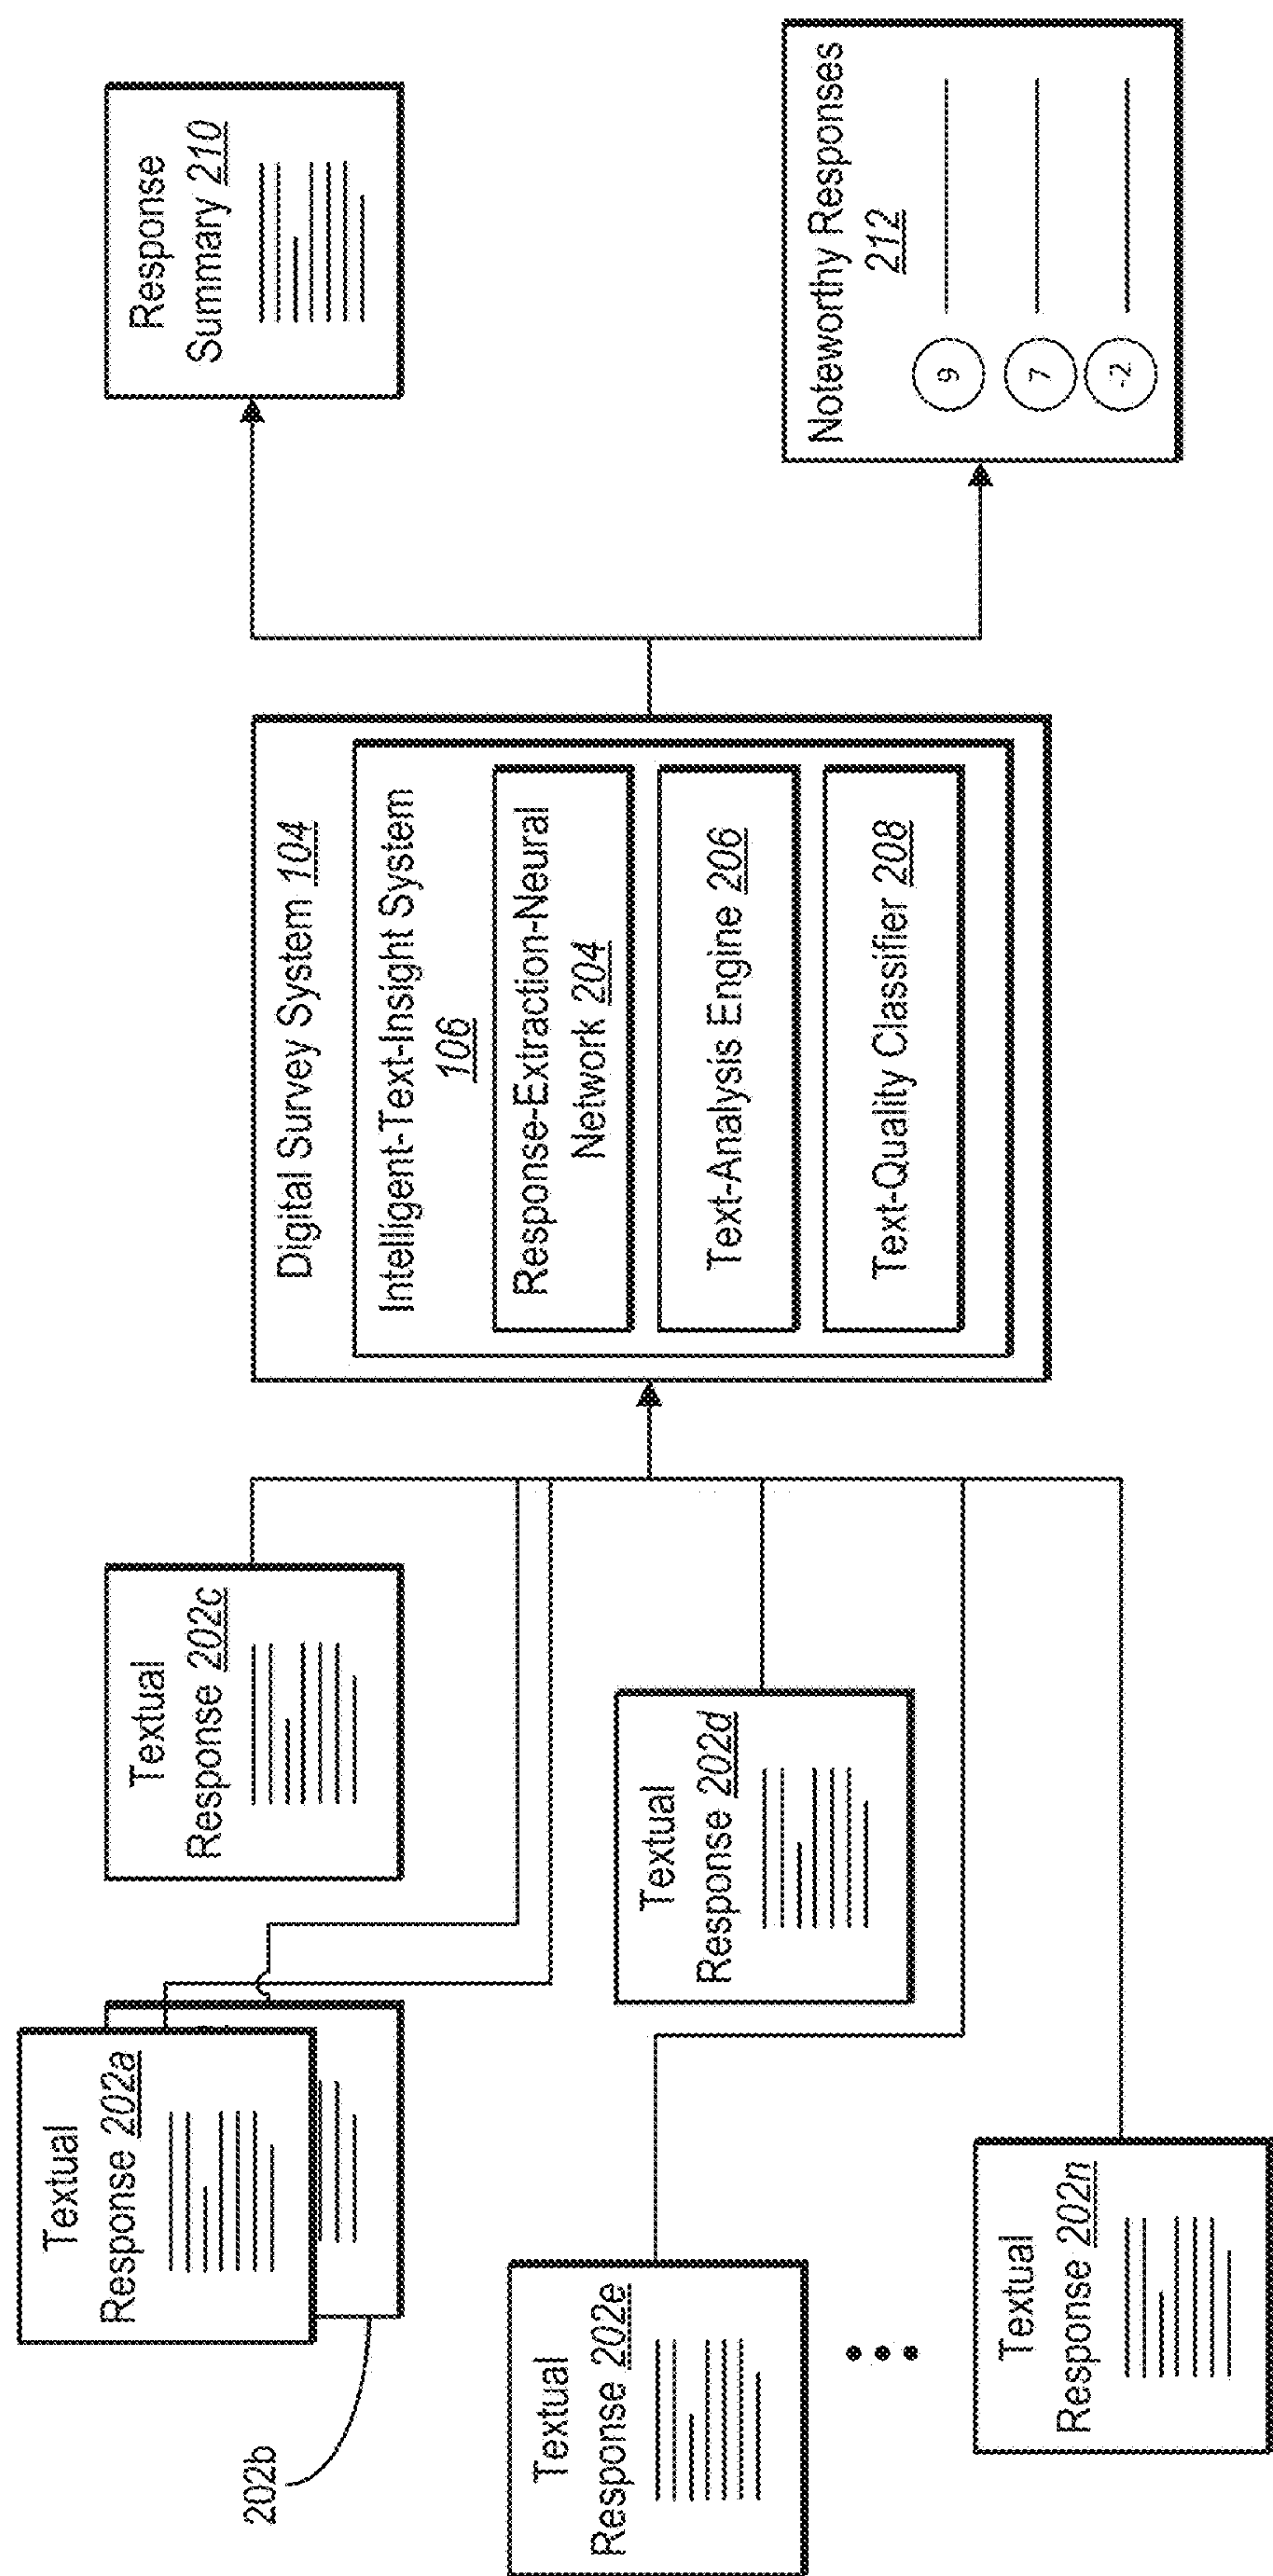 Textual
Response 202a
202b
Textual
Response 202c
Textual
Response 202d
Textual
Response 202e
Textual
Response 202n
Digital Survey System 104
Intelligent-Text-Insight System
106
Response-Extraction-Neural
Network 204
Text-Analysis Engine 206
Text-Quality Classifier 208
Response
Summary 210
Noteworthy Responses
212
9
7
-2